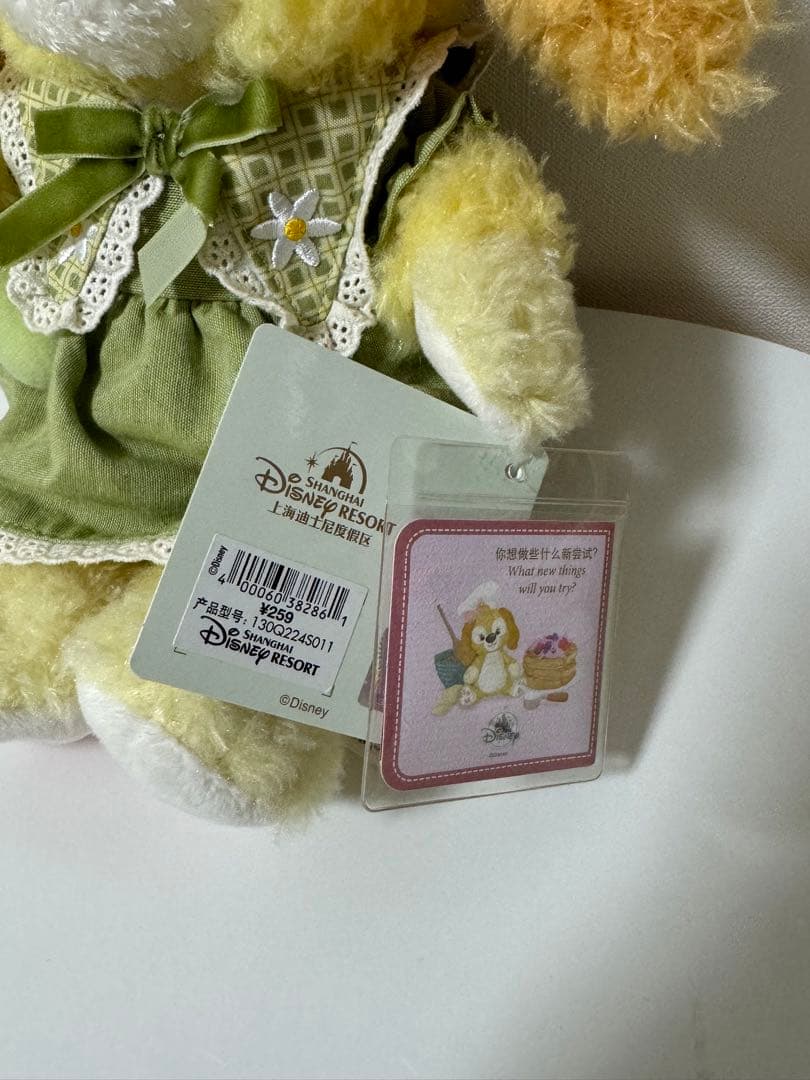 SHANGHAI
DISNEY RESORT
上海迪士尼度假区
©Disney
4 00060 38286 1
¥259
产品型号: 130Q224S011
SHANGHAI
DISNEY RESORT
©Disney
你想做些什么新尝试?
What new things
will you try?
DISNEY
©Disney